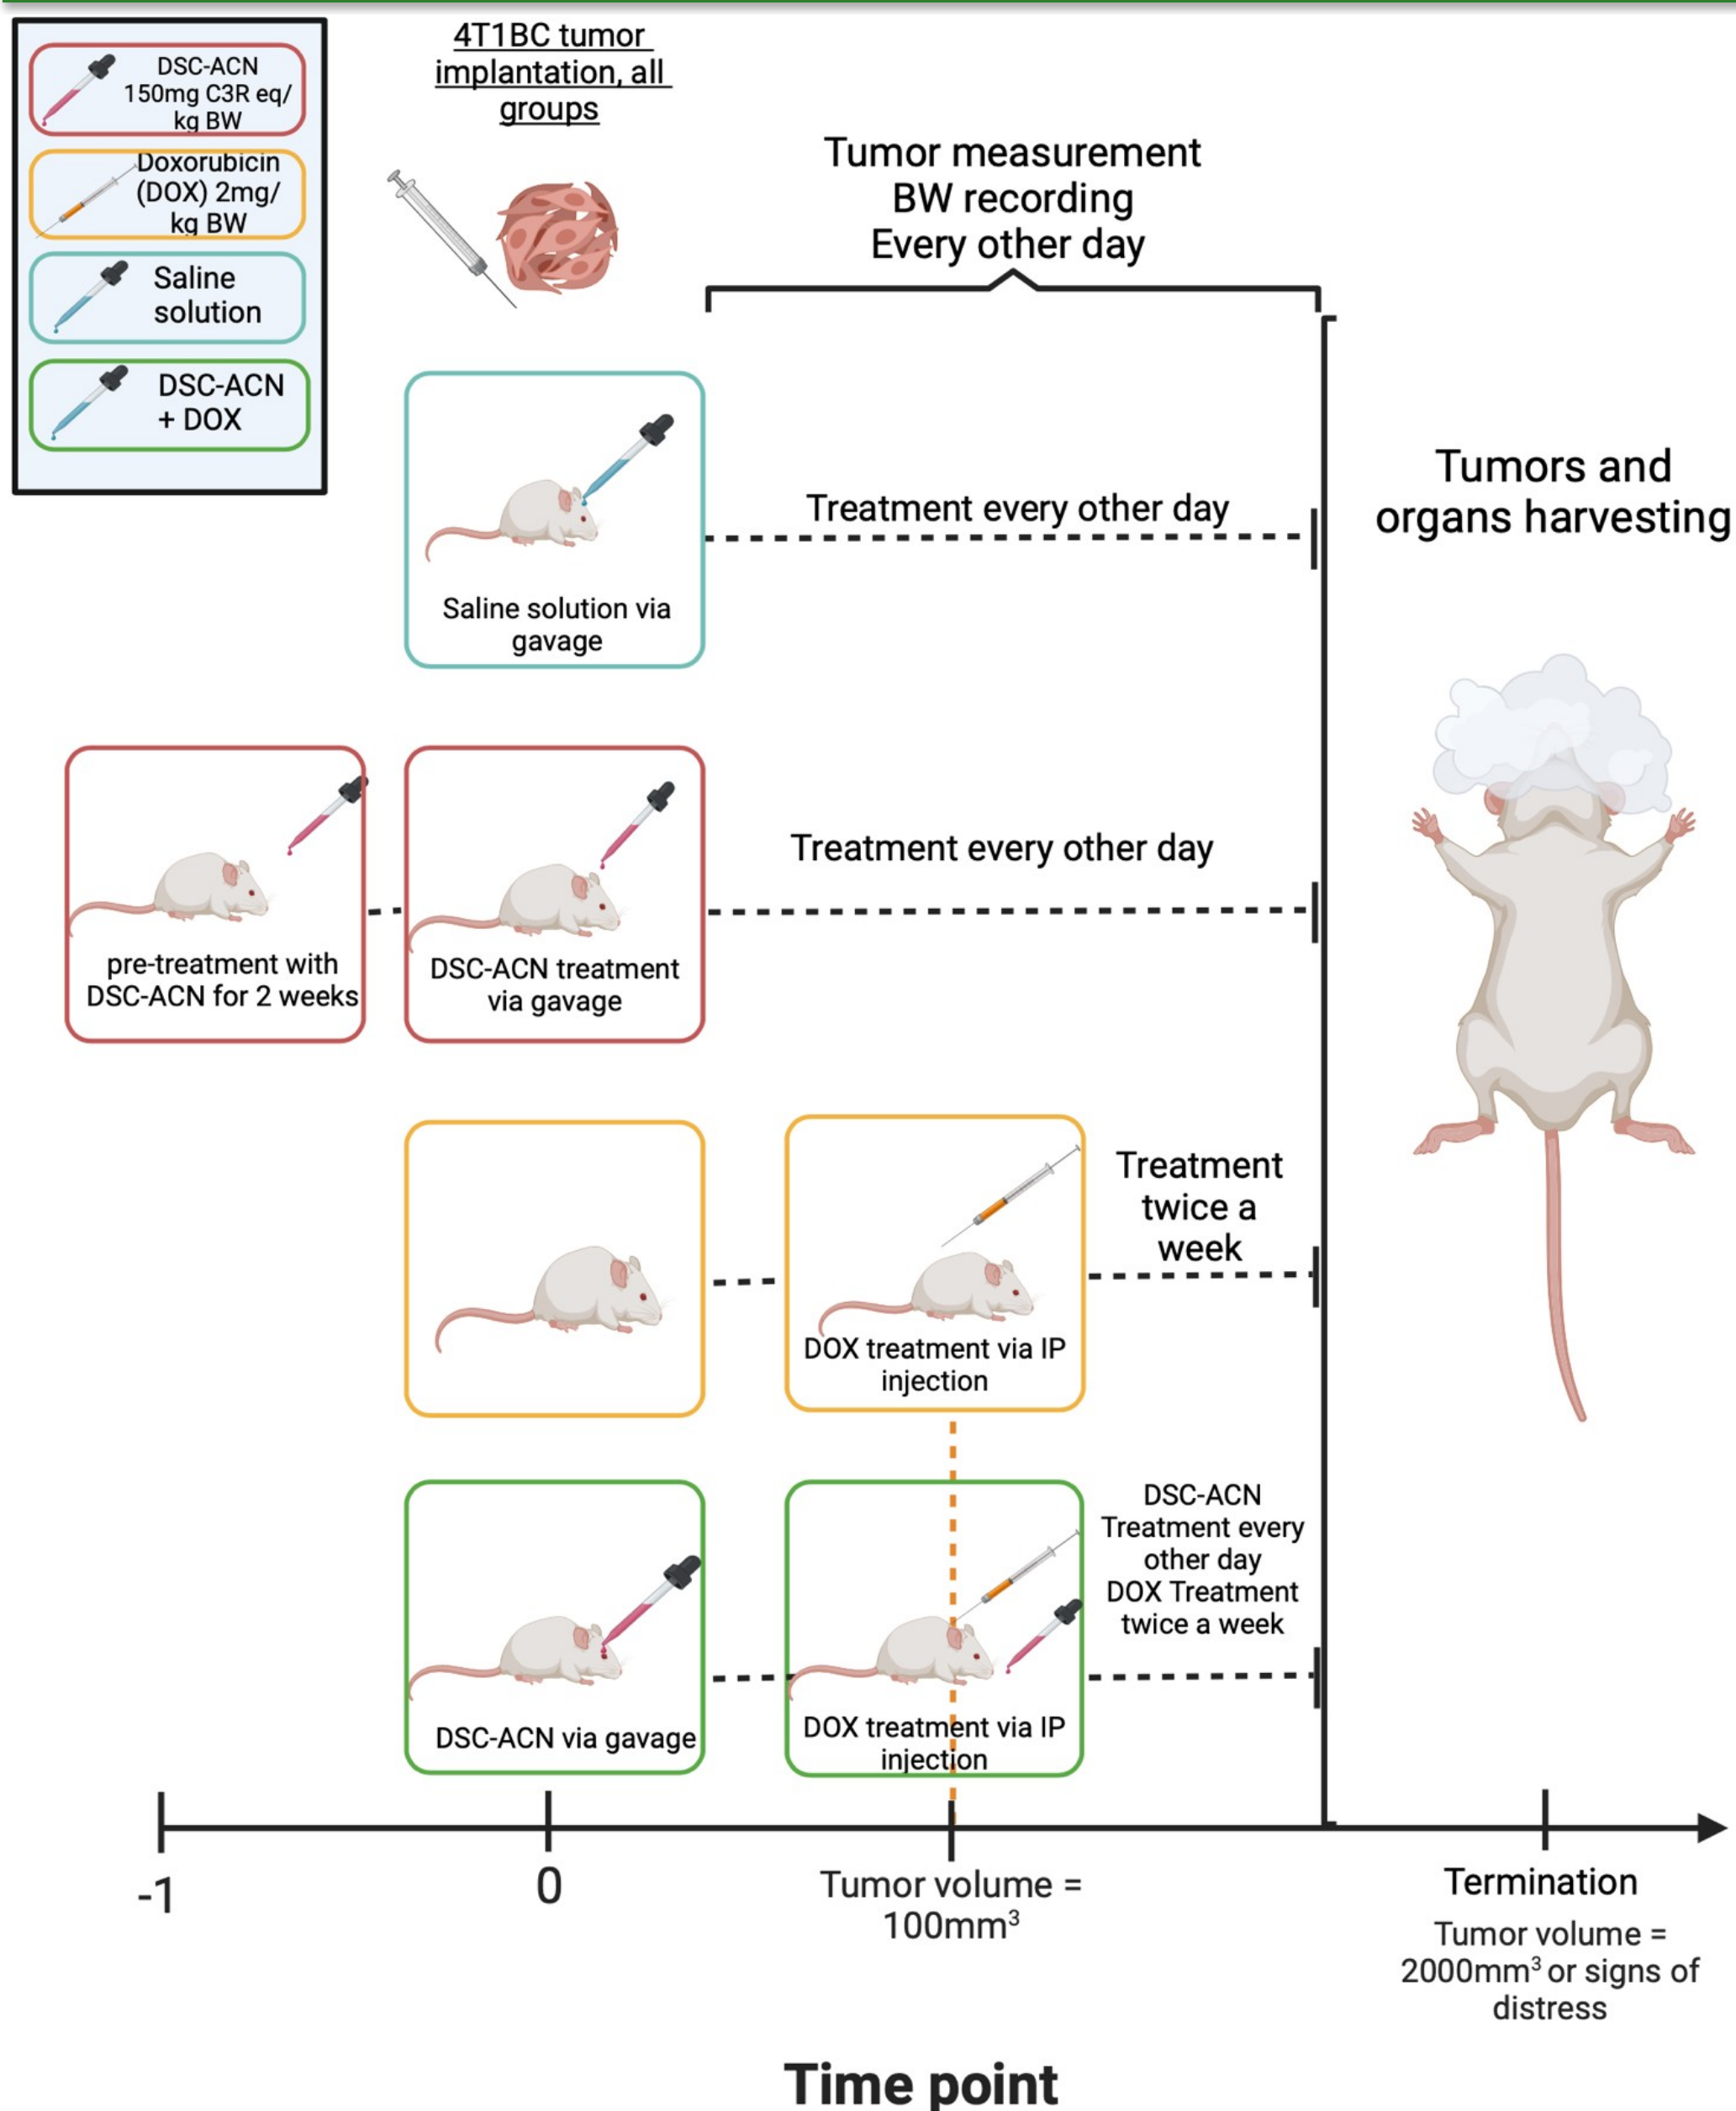 DSC-ACN
150mg C3R eq/
kg BW
Doxorubicin
(DOX) 2mg/
kg BW
Saline
solution
DSC-ACN
+ DOX
4T1BC tumor
implantation, all
groups
Tumor measurement
BW recording
Every other day
Saline solution via
gavage
Treatment every other day
Tumors and
organs harvesting
pre-treatment with
DSC-ACN for 2 weeks
DSC-ACN treatment
via gavage
Treatment every other day
DOX treatment via IP
injection
Treatment
twice a
week
DSC-ACN via gavage
DOX treatment via IP
injection
DSC-ACN
Treatment every
other day
DOX Treatment
twice a week
-1
0
Tumor volume =
100mm³
Termination
Tumor volume =
2000mm³ or signs of
distress
Time point